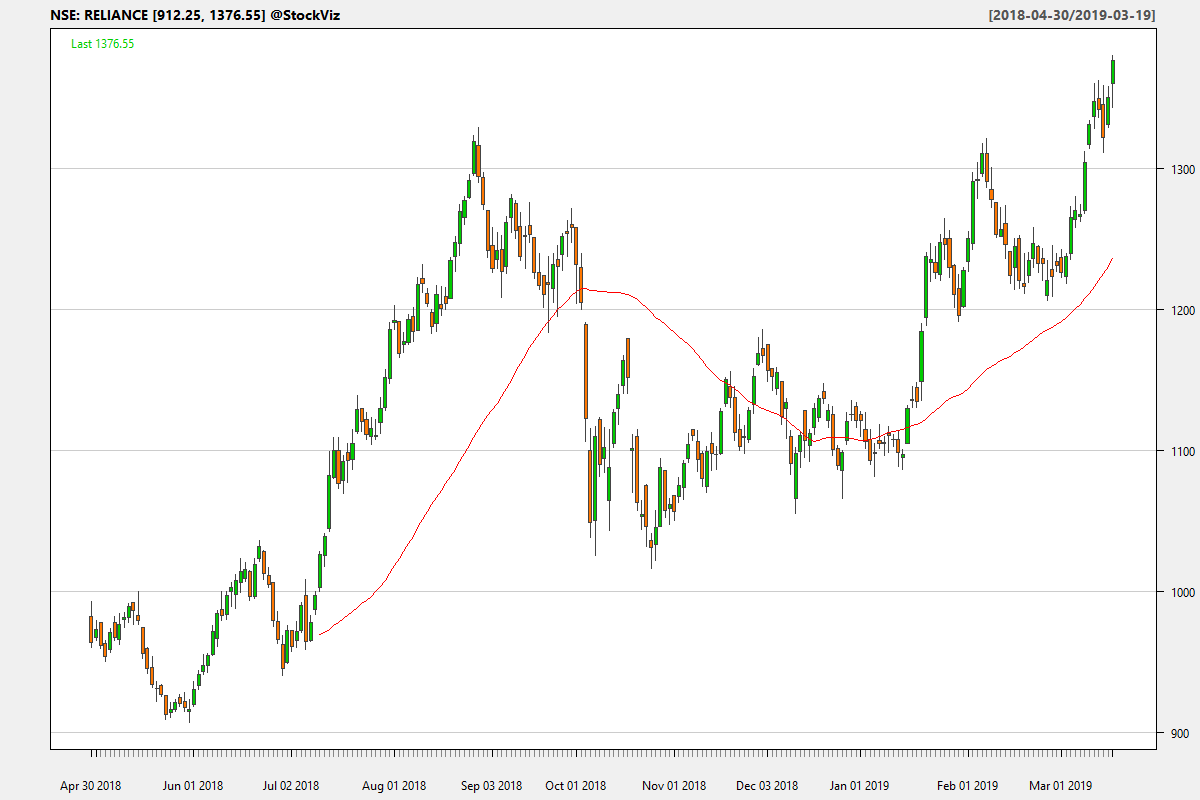 NSE: RELIANCE [912.25, 1376.55] @StockViz
[2018-04-30/2019-03-19]
Last 1376.55
1300
1200
1100
1000
900
Apr 30 2018 Jun 01 2018 Jul 02 2018 Aug 01 2018 Sep 03 2018 Oct 01 2018 Nov 01 2018 Dec 03 2018 Jan 01 2019 Feb 01 2019 Mar 01 2019